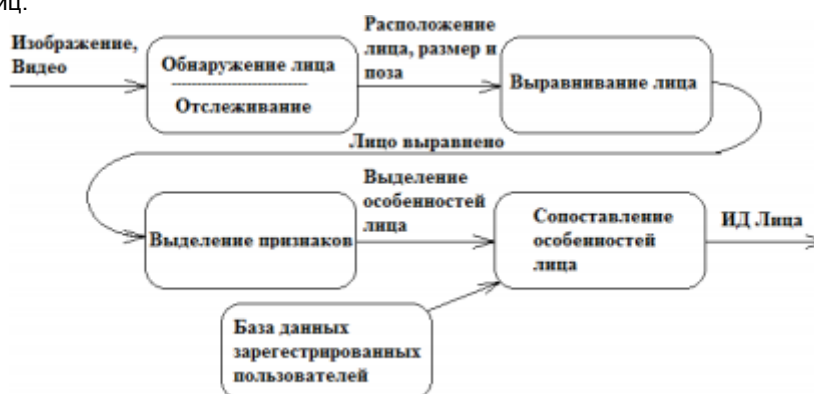 иц.
Изображение,
Видео
Обнаружение лица
Отслеживание
Расположение
лица, размер и
поза
Выравнивание лица
Лицо выравнено
Выделение признаков
Выделение
особенностей
лица
Сопоставление
особенностей
лица
ИД Лица
База данных
зарегестрированных
пользователей